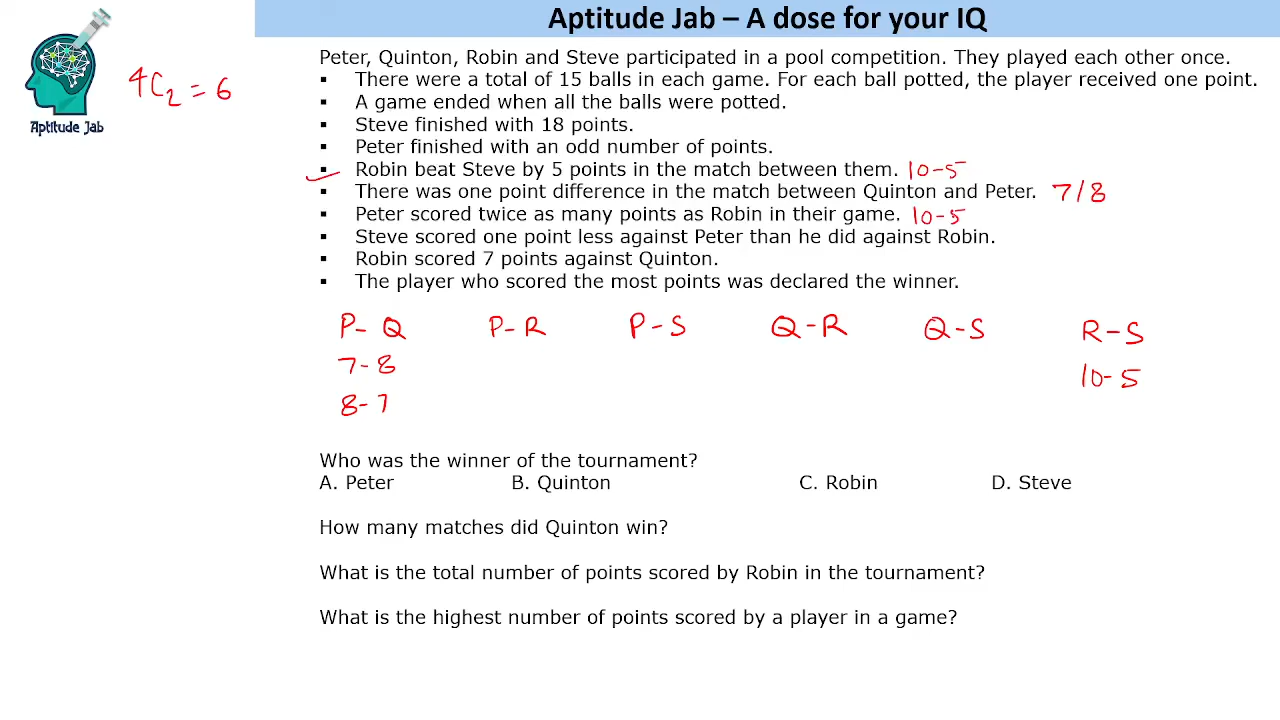 Aptitude Jab – A dose for your IQ
Aptitude Jab
4C2 = 6
Peter, Quinton, Robin and Steve participated in a pool competition. They played each other once.
▪ There were a total of 15 balls in each game. For each ball potted, the player received one point.
▪ A game ended when all the balls were potted.
▪ Steve finished with 18 points.
▪ Peter finished with an odd number of points.
▪ Robin beat Steve by 5 points in the match between them. 10-5
▪ There was one point difference in the match between Quinton and Peter. 7/8
▪ Peter scored twice as many points as Robin in their game. 10-5
▪ Steve scored one point less against Peter than he did against Robin.
▪ Robin scored 7 points against Quinton.
▪ The player who scored the most points was declared the winner.
P- Q P-R P-S Q-R Q-S R-S
7-8 10-5
8-7
Who was the winner of the tournament?
A. Peter B. Quinton C. Robin D. Steve
How many matches did Quinton win?
What is the total number of points scored by Robin in the tournament?
What is the highest number of points scored by a player in a game?